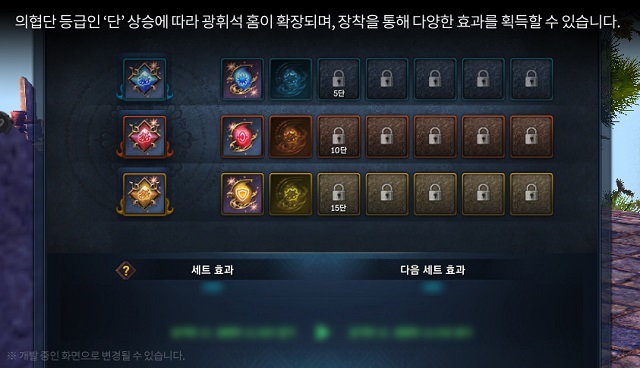 의협단 등급인 ‘단’ 상승에 따라 광휘석 홈이 확장되며, 장착을 통해 다양한 효과를 획득할 수 있습니다.
5단
10단
15단
? 세트 효과 다음 세트 효과
※ 개발 중인 화면으로 변경될 수 있습니다.